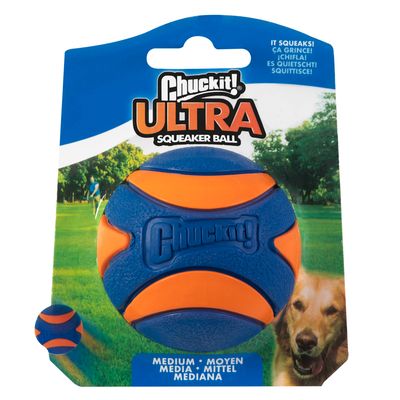 IT SQUEAKS!
ÇA GRINCE!
¡CHIFLA!
ES QUIETSCHT!
SQUITTISCE!
Chuckit!
ULTRA
SQUEAKER BALL
Chuckit!
MEDIUM • MOYEN
MEDIA • MITTEL
MEDIANA